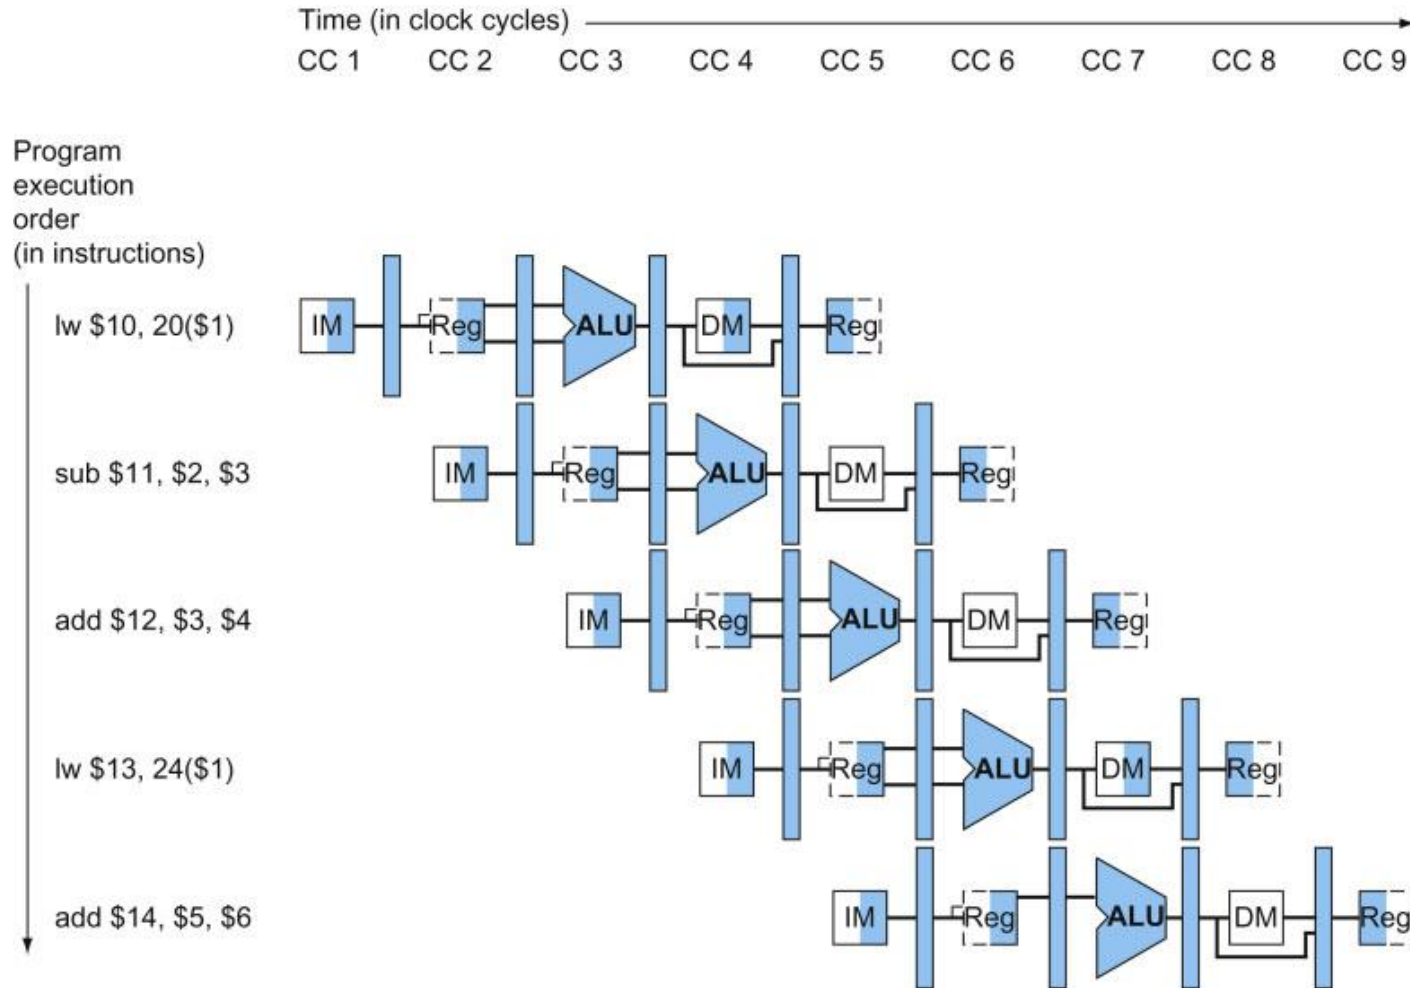 Time (in clock cycles)
CC 1 CC 2 CC 3 CC 4 CC 5 CC 6 CC 7 CC 8 CC 9
Program
execution
order
(in instructions)
lw $10, 20($1) IM Reg ALU DM Reg
sub $11, $2, $3 IM Reg ALU DM Reg
add $12, $3, $4 IM Reg ALU DM Reg
lw $13, 24($1) IM Reg ALU DM Reg
add $14, $5, $6 IM Reg ALU DM Reg